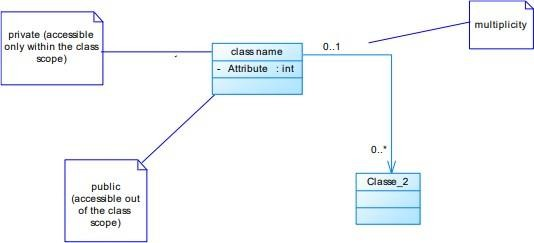 private (accessible
only within the class
scope)
class name
- Attribute : int
0..1
multiplicity
0..*
Classe_2
public
(accessible out
of the class
scope)